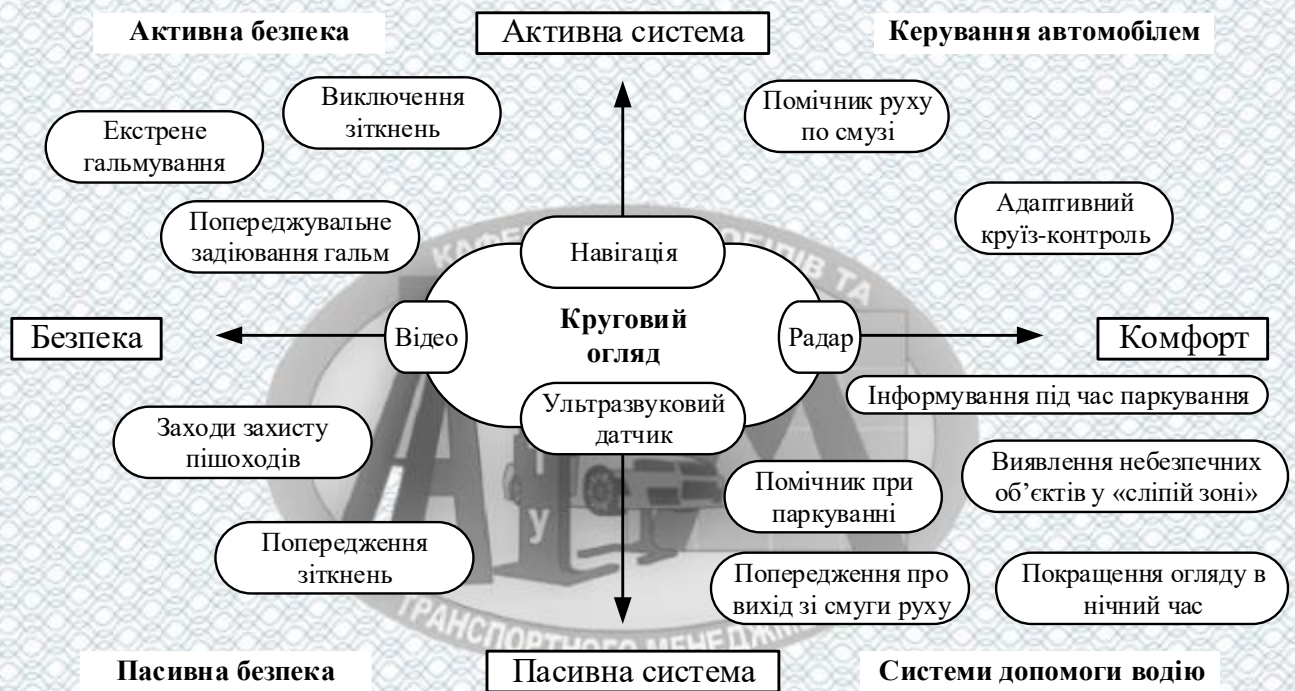 Активна безпека
Активна система
Керування автомобілем
Виключення
зіткнень
Помічник руху
по смузі
Екстрене
гальмування
Адаптивний
круїз-контроль
Попереджувальне
задіювання гальм
Навігація
Безпека
Відео
Круговий
огляд
Радар
Комфорт
Інформування під час паркування
Ультразвуковий
датчик
Заходи захисту
пішоходів
Виявлення небезпечних
об’єктів у «сліпій зоні»
Помічник при
паркуванні
Попередження
зіткнень
Попередження про
вихід зі смуги руху
Покращення огляду в
нічний час
ТРАНСПОРТНОГО
Пасивна безпека
Пасивна система
Системи допомоги водію